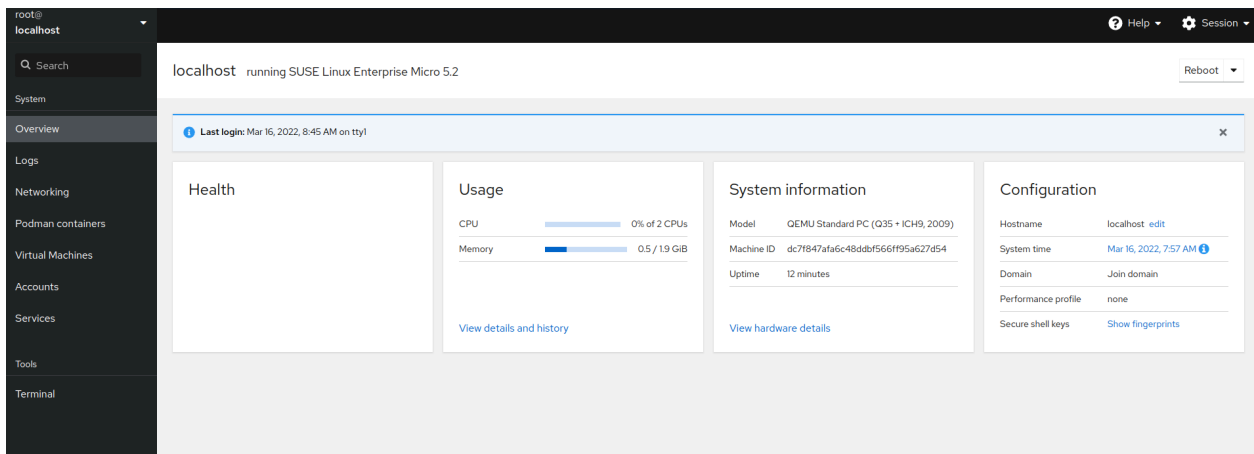 root@
localhost
Help
Session
Search
System
Overview
Logs
Networking
Podman containers
Virtual Machines
Accounts
Services
Tools
Terminal
localhost running SUSE Linux Enterprise Micro 5.2
Reboot
Last login: Mar 16, 2022, 8:45 AM on tty1
Health
Usage
CPU 0% of 2 CPUs
Memory 0.5 / 1.9 GiB
View details and history
System information
Model QEMU Standard PC (Q35 + ICH9, 2009)
Machine ID dc7f847afa6c48ddbf566ff95a627d54
Uptime 12 minutes
View hardware details
Configuration
Hostname localhost edit
System time Mar 16, 2022, 7:57 AM
Domain Join domain
Performance profile none
Secure shell keys Show fingerprints